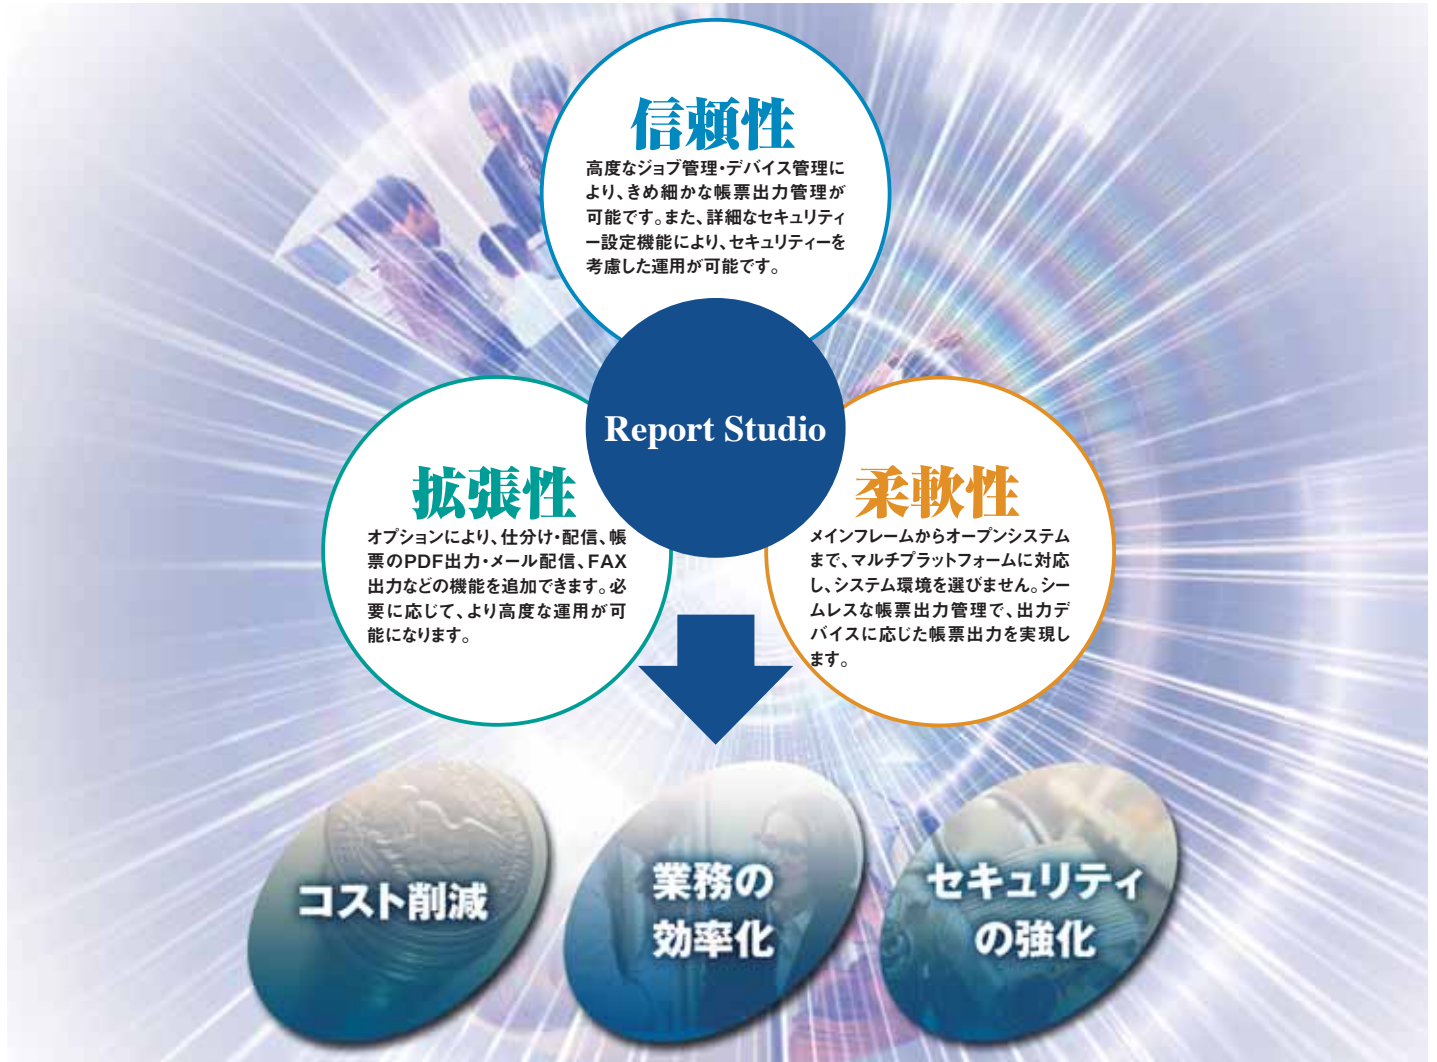 信頼性
高度なジョブ管理・デバイス管理に
より、きめ細かな帳票出力管理が
可能です。また、詳細なセキュリティ
ー設定機能により、セキュリティーを
考慮した運用が可能です。
Report Studio
拡張性
オプションにより、仕分け・配信、帳
票のPDF出力・メール配信、FAX
出力などの機能を追加できます。必
要に応じて、より高度な運用が可
能になります。
柔軟性
メインフレームからオープンシステム
まで、マルチプラットフォームに対応
し、システム環境を選びません。シー
ムレスな帳票出力管理で、出力デ
バイスに応じた帳票出力を実現し
ます。
コスト削減
業務の
効率化
セキュリティ
の強化